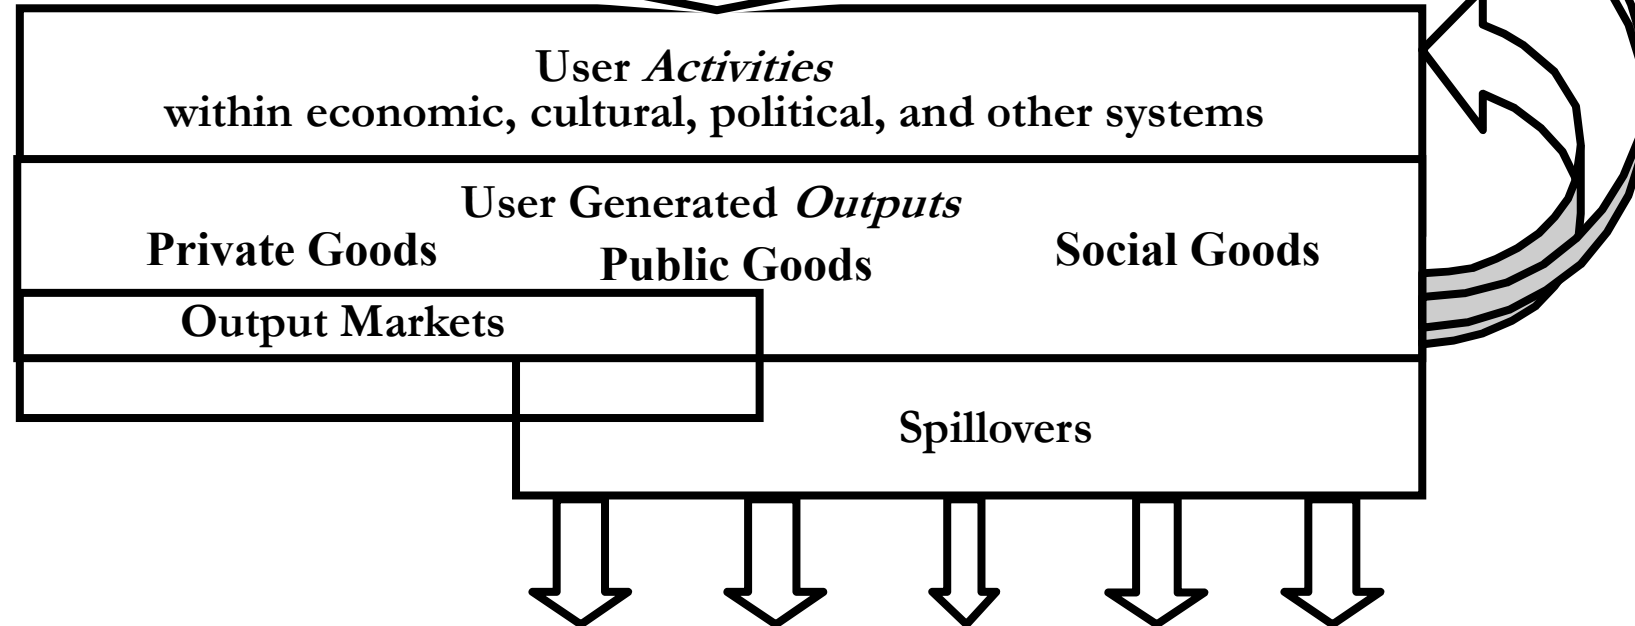 User Activities
within economic, cultural, political, and other systems
User Generated Outputs
Private Goods
Public Goods
Social Goods
Output Markets
Spillovers